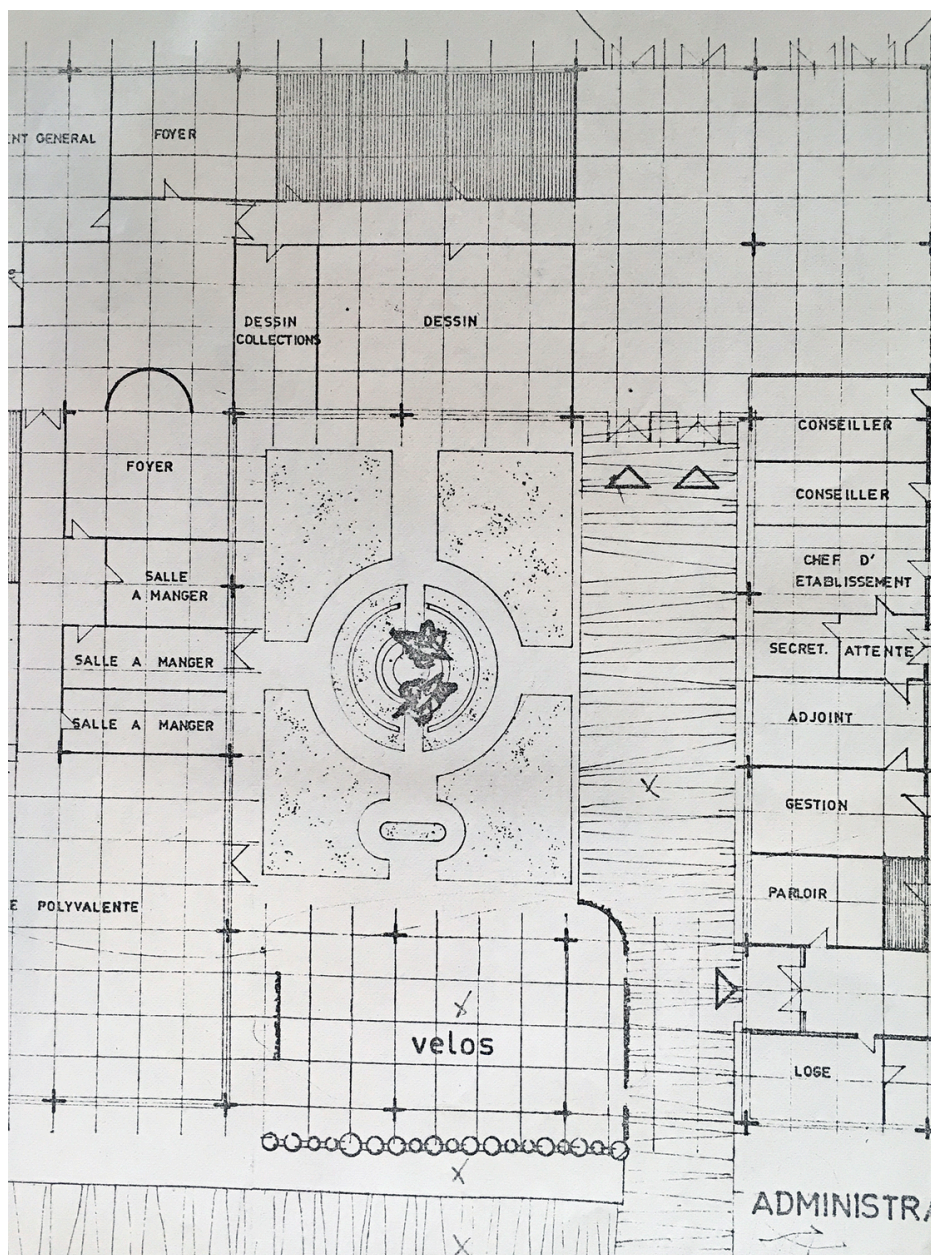 ENT GENERAL
FOYER
DESSIN
COLLECTIONS
DESSIN
FOYER
SALLE
A MANGER
SALLE A MANGER
SALLE A MANGER
E POLYVALENTE
velos
CONSEILLER
CONSEILLER
CHEF D'
ETABLISSEMENT
SECRET.
ATTENTE
ADJOINT
GESTION
PARLOIR
LOGE
ADMINISTRA